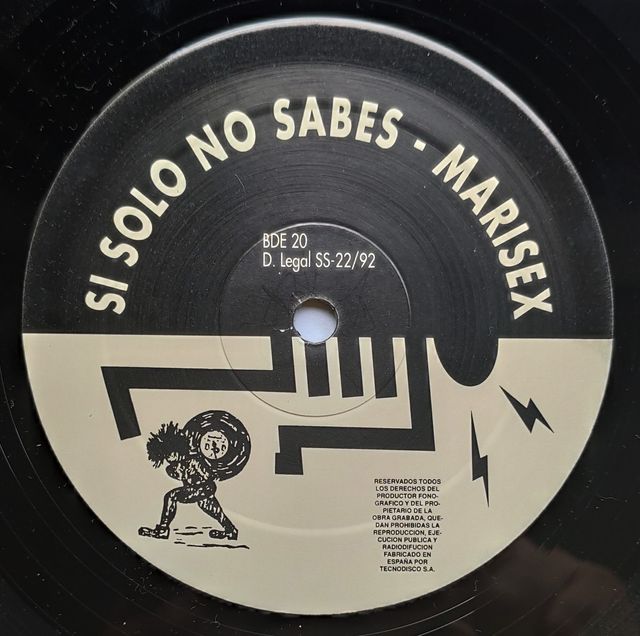 SI SOLO NO SABES - MARISEX
BDE 20
D. Legal SS-22/92
RESERVADOS TODOS
LOS DERECHOS DEL
PRODUCTOR FONO-
GRAFICO Y DEL PRO-
PIETARIO DE LA
OBRA GRABADA, QUE-
DAN PROHIBIDAS LA
REPRODUCCION, EJE-
CUCION PUBLICA Y
RADIODIFUCION
FABRICADO EN
ESPAÑA POR
TECNODISCO S.A.